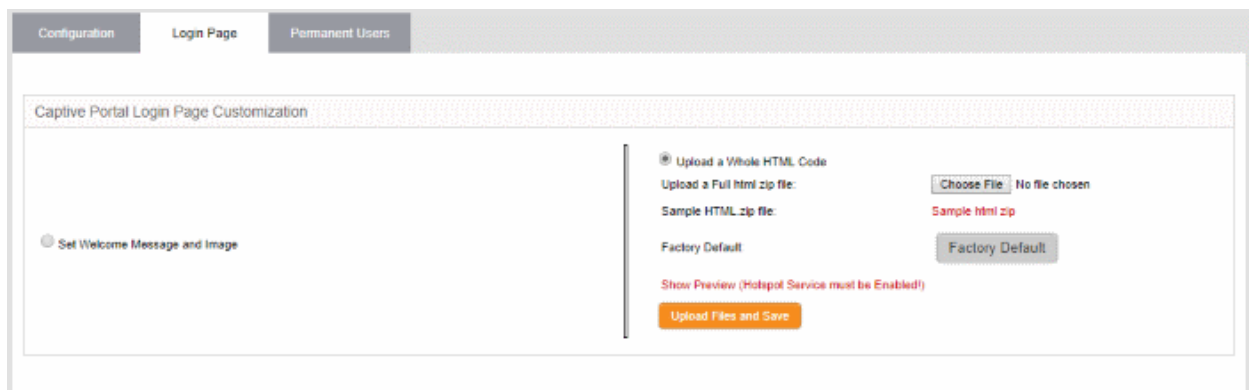 Configuration Login Page Permanent Users
Captive Portal Login Page Customization
Set Welcome Message and Image
Upload a Whole HTML Code
Upload a Full html zip file: Choose File No file chosen
Sample HTML.zip file: Sample html zip
Factory Default Factory Default
Show Preview (Hotspot Service must be Enabled!)
Upload Files and Save